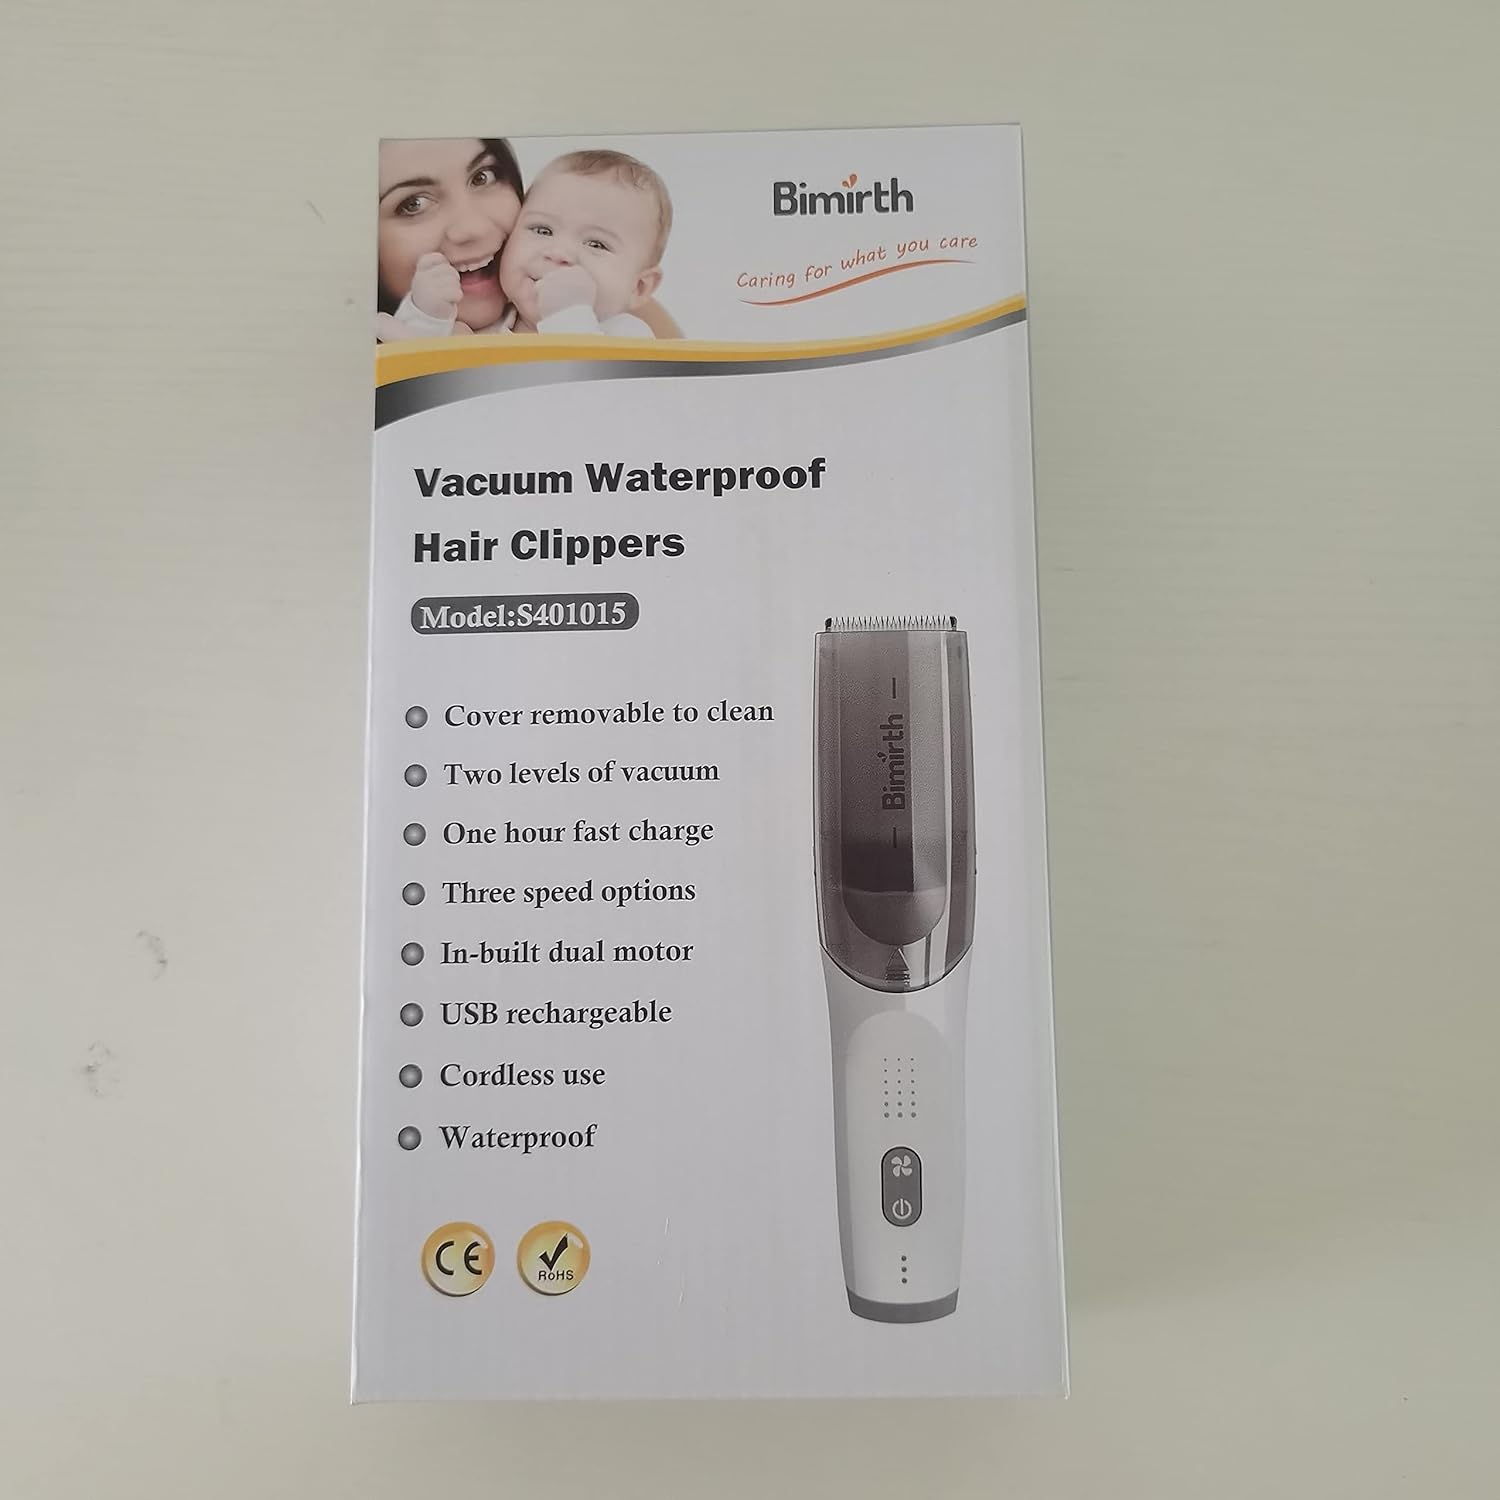 Bimirth
Caring for what you care
Vacuum Waterproof
Hair Clippers
Model:S401015
Cover removable to clean
Two levels of vacuum
One hour fast charge
Three speed options
In-built dual motor
USB rechargeable
Cordless use
Waterproof
Bimirth
CE
RoHS